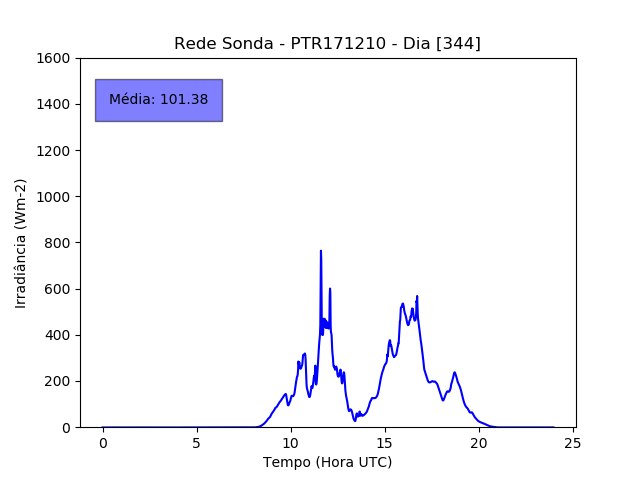 Rede Sonda - PTR171210 - Dia [344]
1600
1400
1200
1000
800
600
400
200
0
Média: 101.38
Irradiância (Wm-2)
0 5 10 15 20 25
Tempo (Hora UTC)